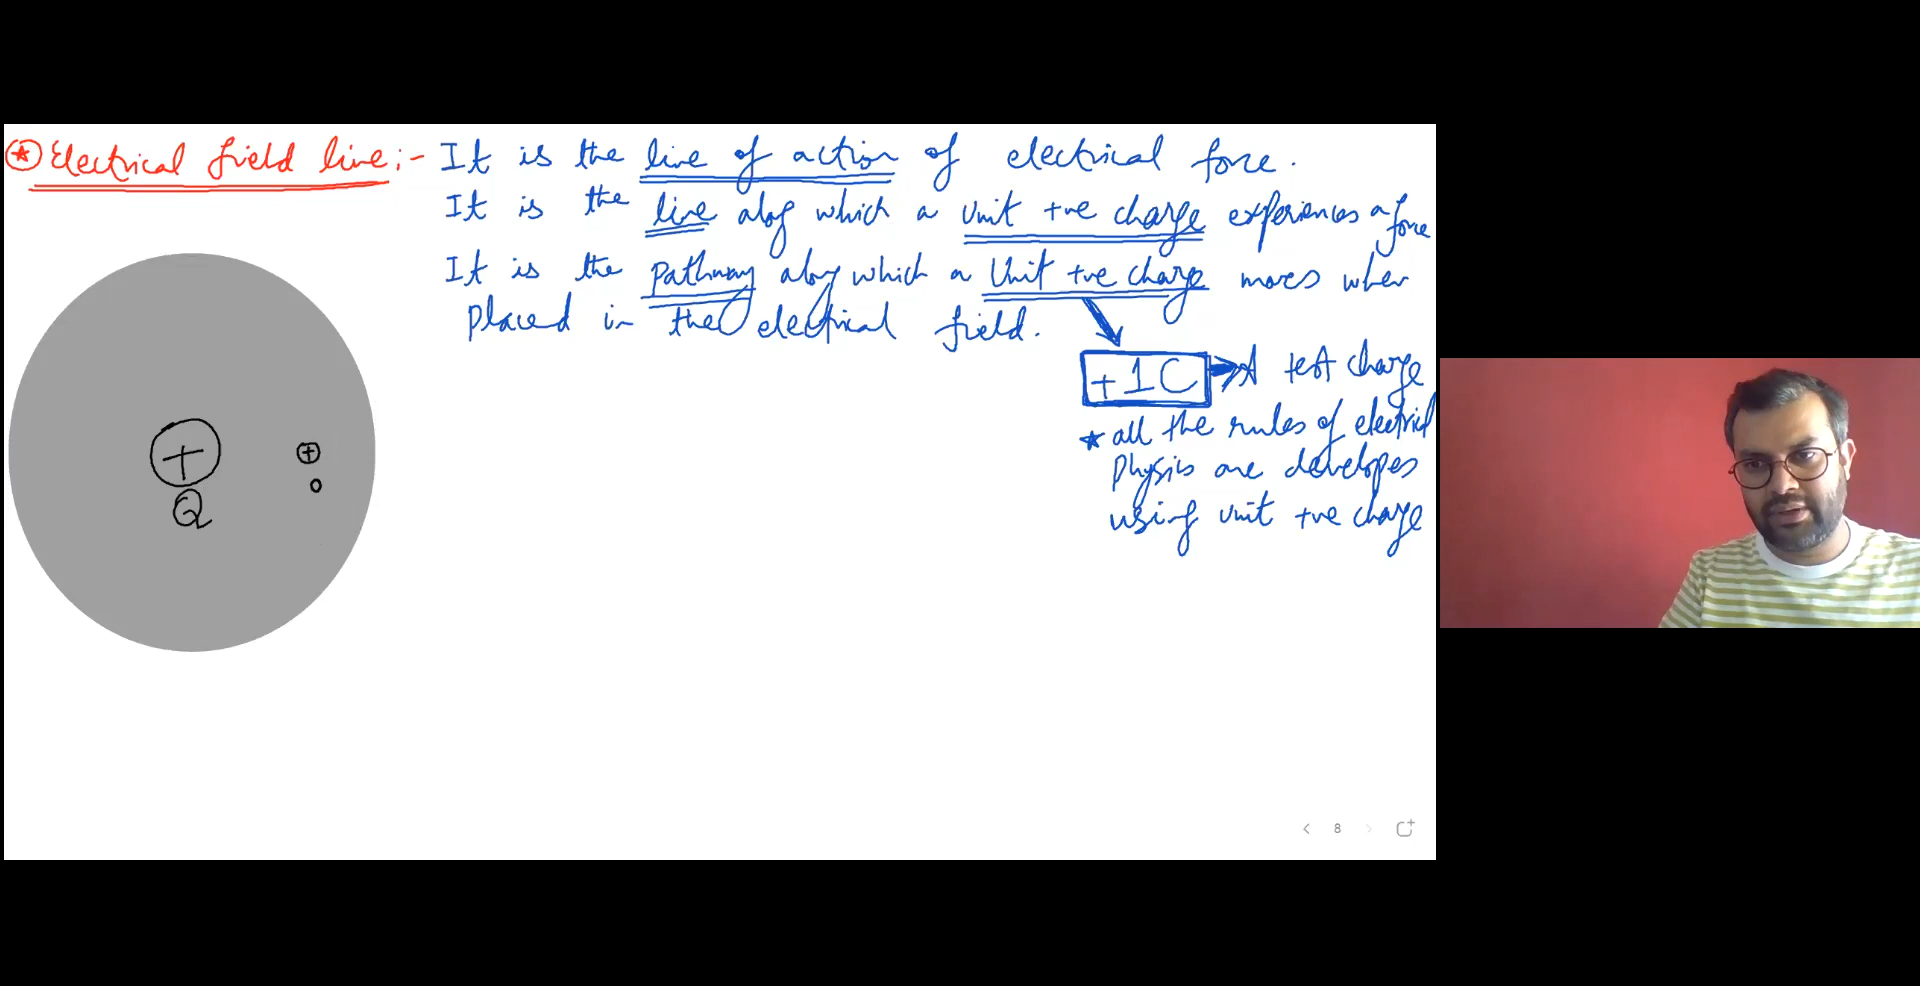 Electrical field line :- It is the line of action of electrical force.
It is the line along which a unit +ve charge experiences a force
It is the pathway along which a unit +ve charge moves when
placed in the electrical field.
+1C → A test charge
★ all the rules of electrical
physics are developes
using unit +ve charge
+
Q
+
8